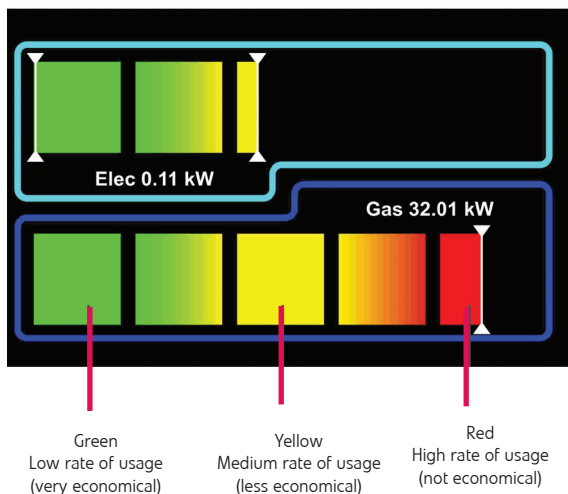 Elec 0.11 kW
Gas 32.01 kW
Green
Low rate of usage
(very economical)
Yellow
Medium rate of usage
(less economical)
Red
High rate of usage
(not economical)